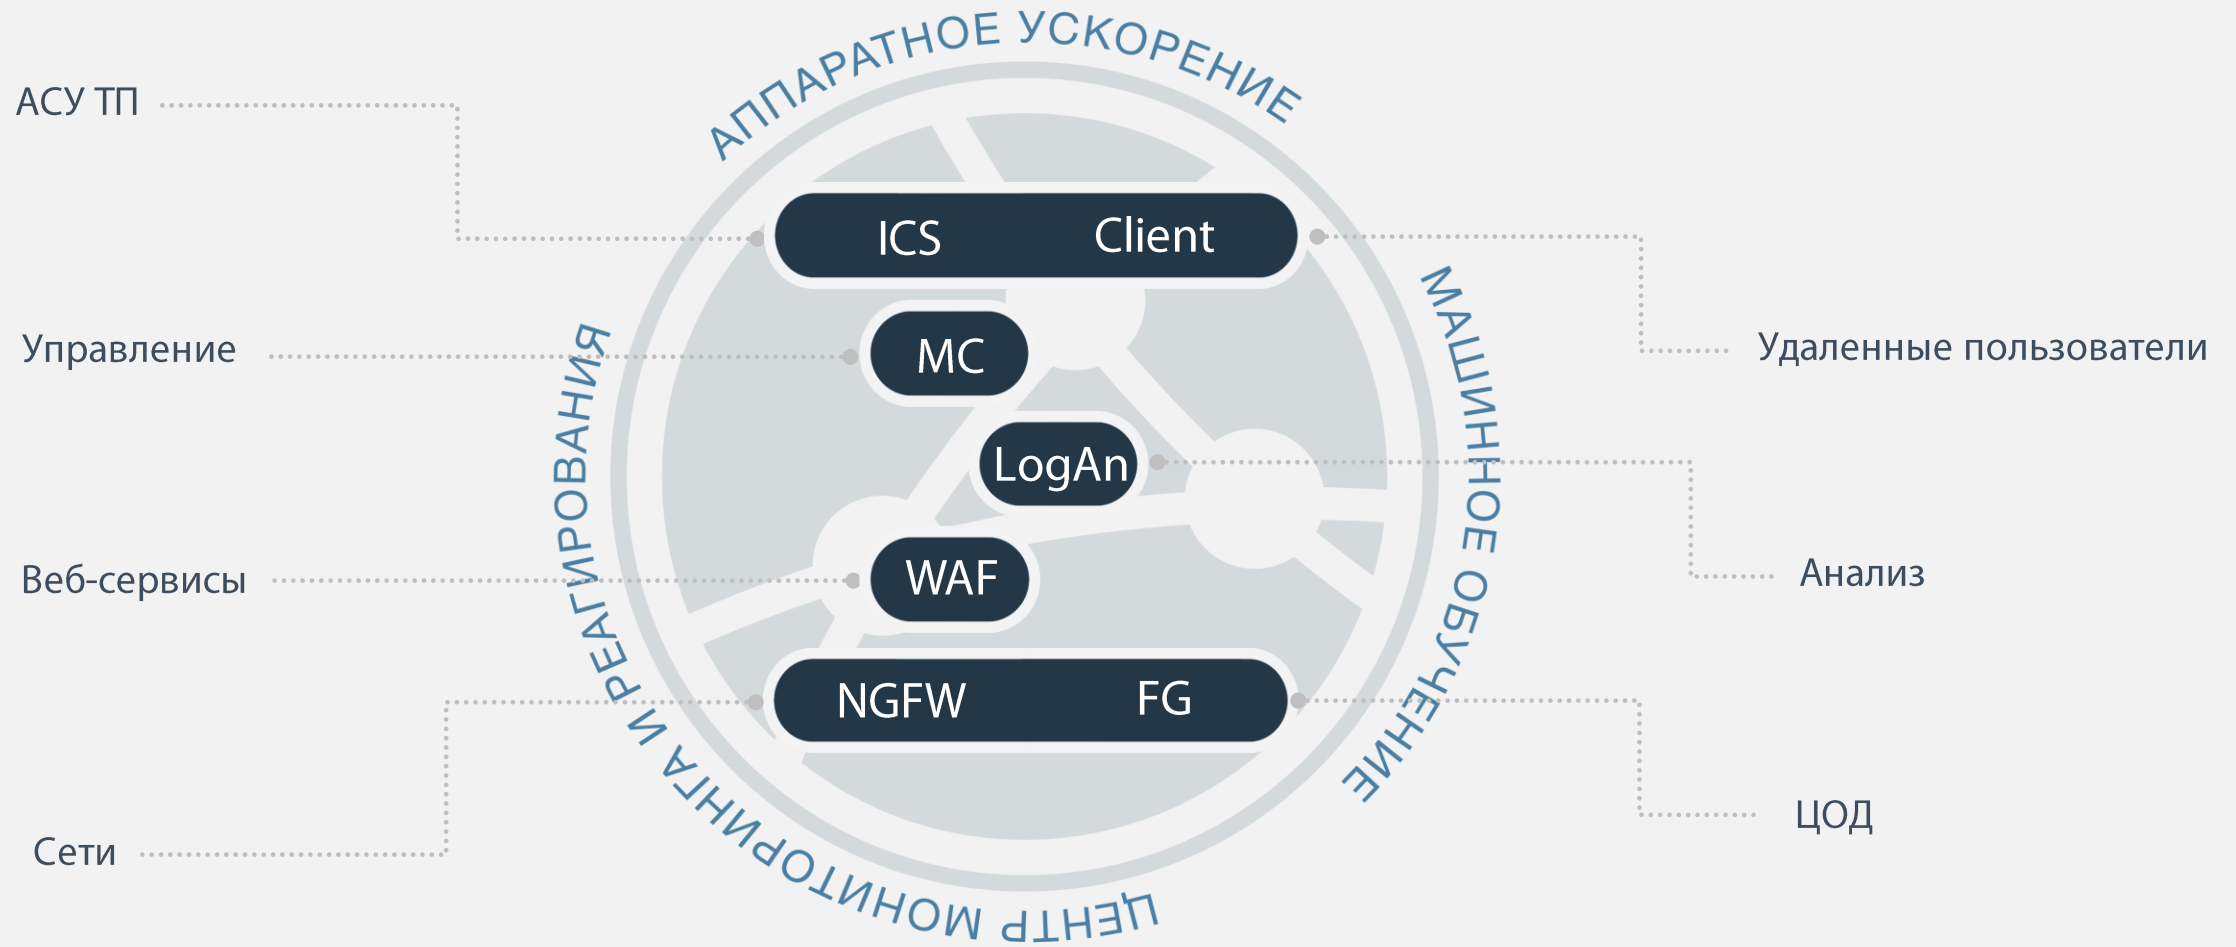 АППАРАТНОЕ УСКОРЕНИЕ
АСУ ТП
ICS
Client
Управление
MC
Удаленные пользователи
LogAn
МАШИННОЕ ОБУЧЕНИЕ
Веб-сервисы
WAF
Анализ
NGFW
FG
ЦОД
Сети
ЦЕНТР МОНИТОРИНГА И РЕАГИРОВАНИЯ